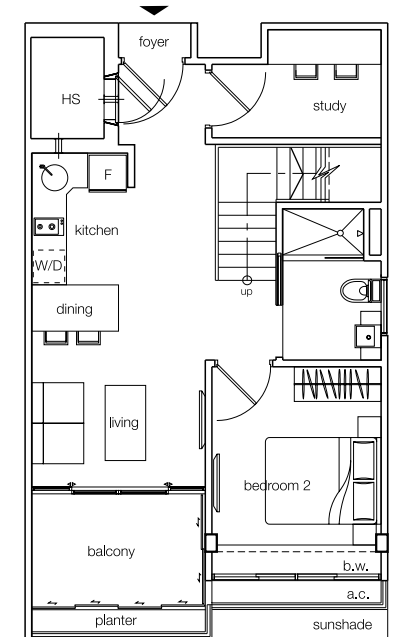 foyer
HS
study
F
kitchen
W/D
up
dining
living
bedroom 2
balcony
b.w.
a.c.
planter
sunshade